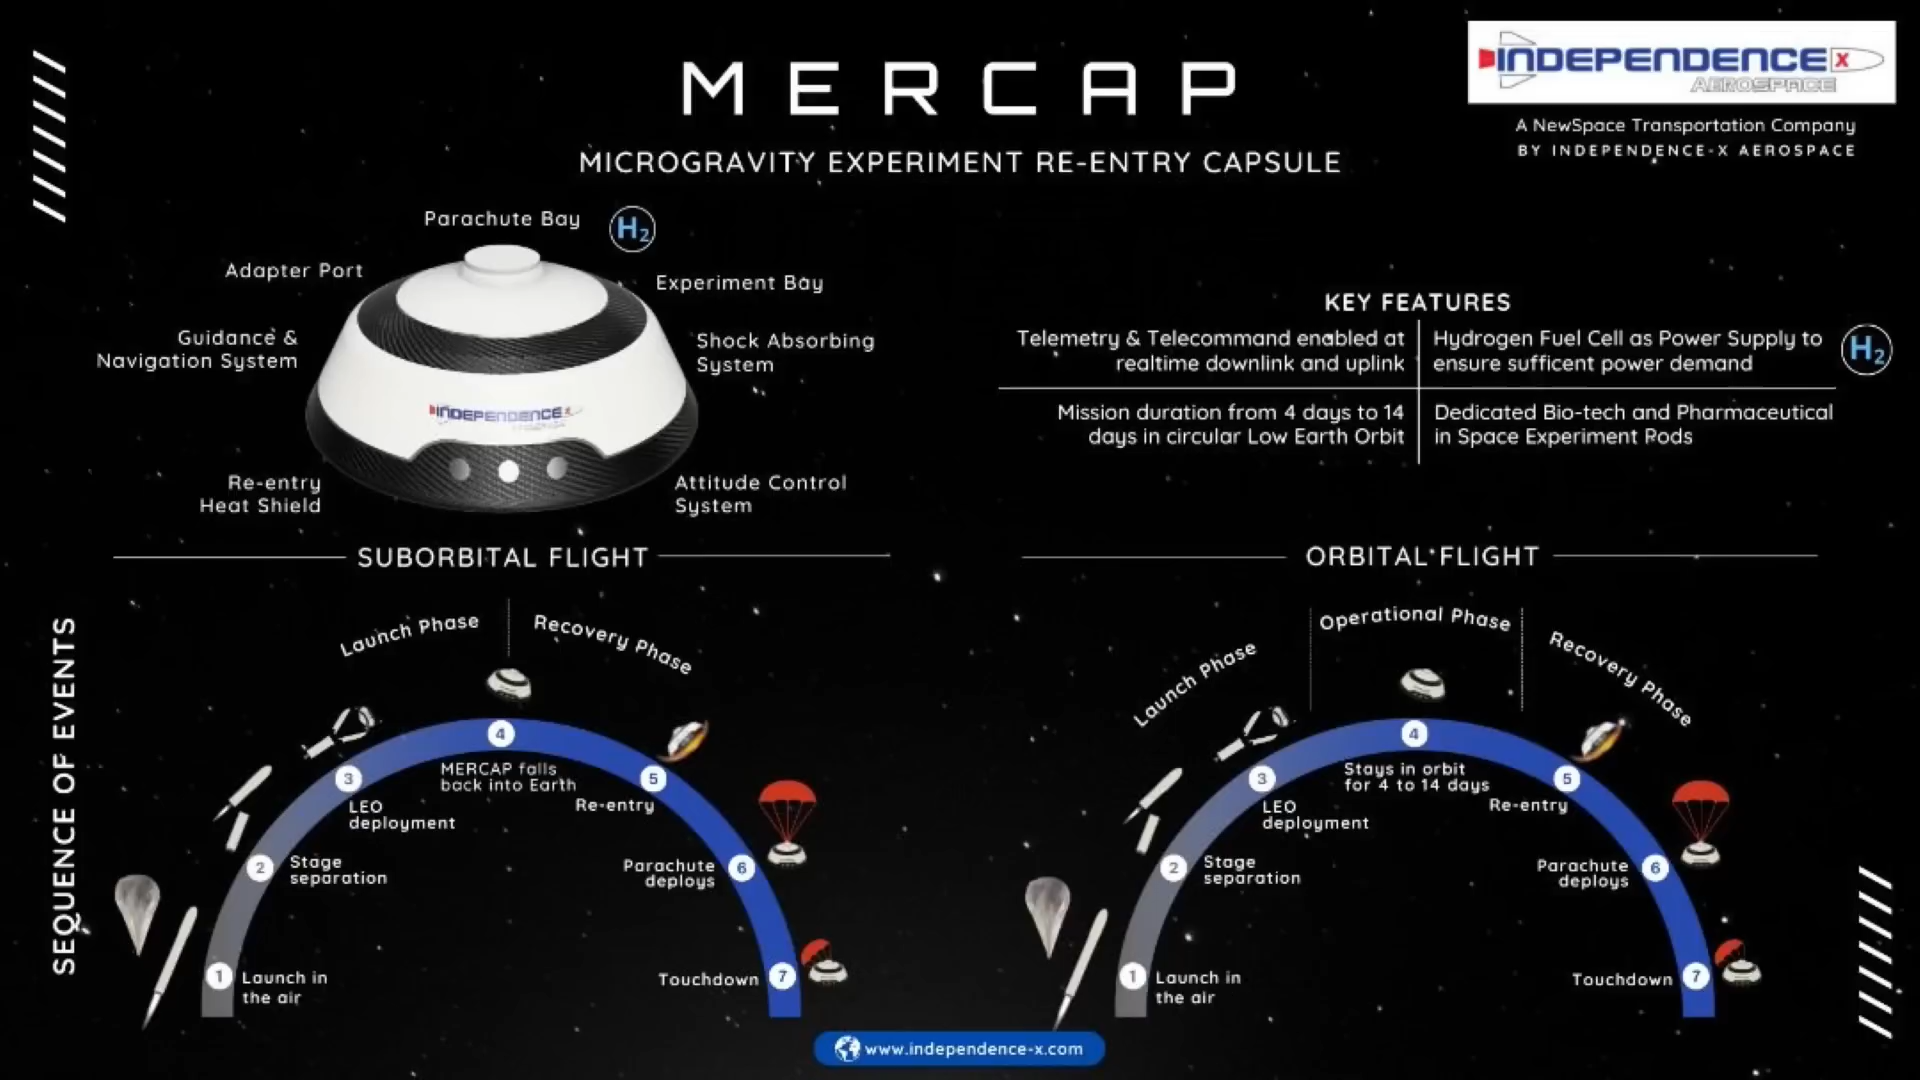 MERCAP
MICROGRAVITY EXPERIMENT RE-ENTRY CAPSULE
INDEPENDENCE X
AEROSPACE
A NewSpace Transportation Company
BY INDEPENDENCE-X AEROSPACE
Parachute Bay
H2
Adapter Port
Experiment Bay
Guidance &
Navigation System
Shock Absorbing
System
INDEPENDENCE X
Re-entry
Heat Shield
Attitude Control
System
KEY FEATURES
Telemetry & Telecommand enabled at
realtime downlink and uplink
Hydrogen Fuel Cell as Power Supply to
ensure sufficent power demand
H2
Mission duration from 4 days to 14
days in circular Low Earth Orbit
Dedicated Bio-tech and Pharmaceutical
in Space Experiment Pods
SEQUENCE OF EVENTS
SUBORBITAL FLIGHT
Launch Phase
Recovery Phase
1
Launch in
the air
2
Stage
separation
3
LEO
deployment
4
MERCAP falls
back into Earth
5
Re-entry
6
Parachute
deploys
7
Touchdown
ORBITAL FLIGHT
Launch Phase
Operational Phase
Recovery Phase
1
Launch in
the air
2
Stage
separation
3
LEO
deployment
4
Stays in orbit
for 4 to 14 days
5
Re-entry
6
Parachute
deploys
7
Touchdown
www.independence-x.com